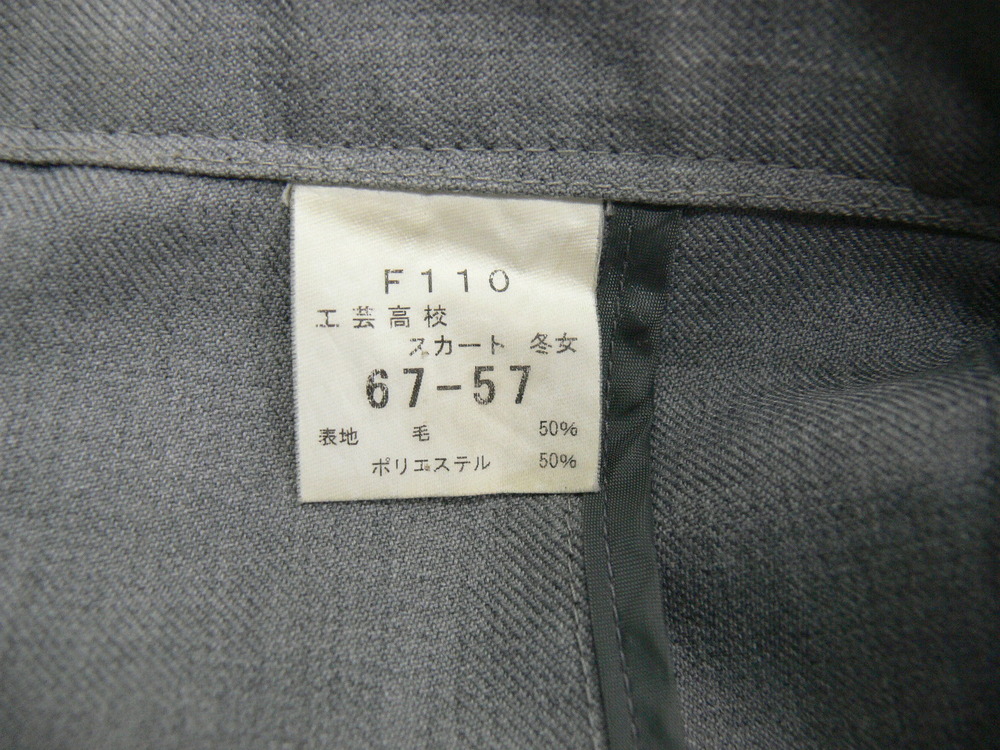 F110
工芸高校
スカート 冬女
67-57
表地 毛 50%
ポリエステル 50%